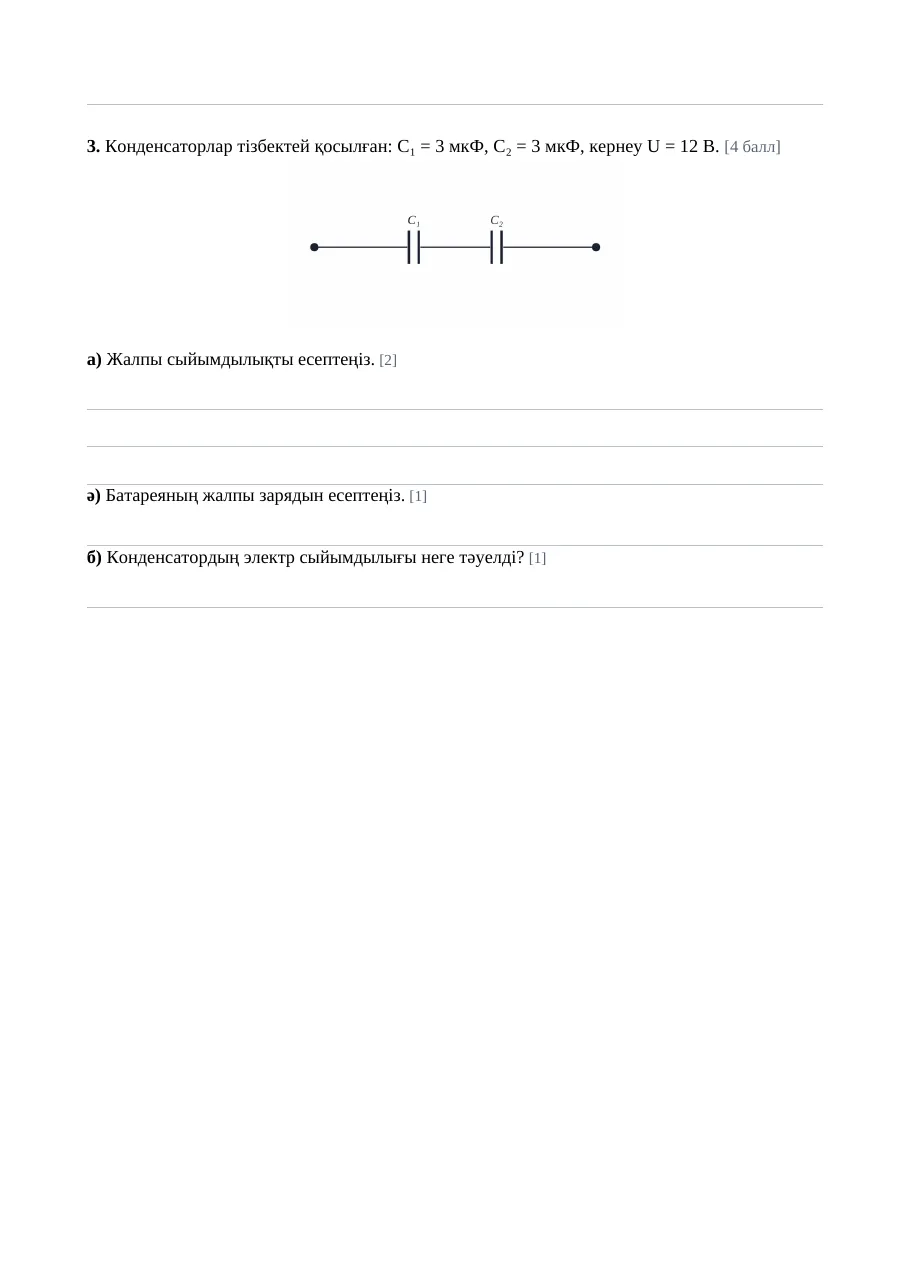 3. Конденсаторлар тізбектей қосылған: C₁ = 3 мкФ, C₂ = 3 мкФ, кернеу U = 12 В. [4 балл]
C₁ C₂
а) Жалпы сыйымдылықты есептеңіз. [2]
ә) Батареяның жалпы зарядын есептеңіз. [1]
б) Конденсатордың электр сыйымдылығы неге тәуелді? [1]